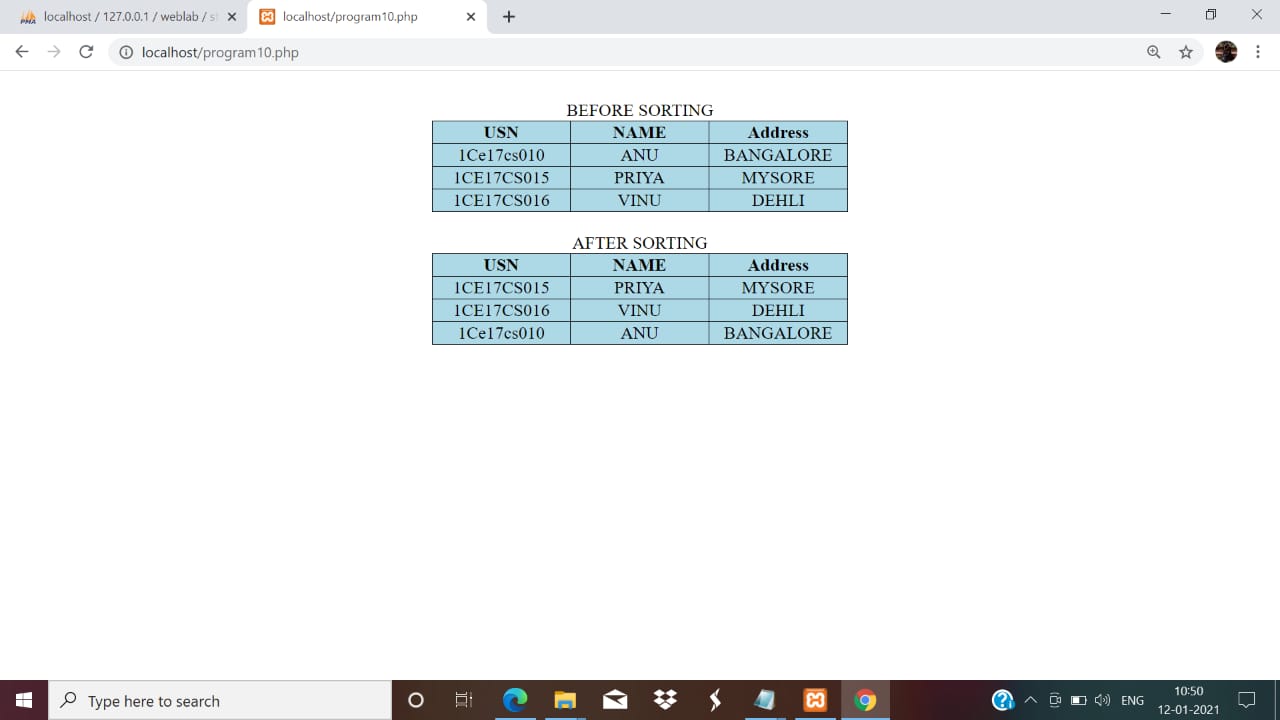 localhost / 127.0.0.1 / weblab / st
localhost/program10.php
localhost/program10.php
BEFORE SORTING
USN NAME Address
1Ce17cs010 ANU BANGALORE
1CE17CS015 PRIYA MYSORE
1CE17CS016 VINU DEHLI
AFTER SORTING
USN NAME Address
1CE17CS015 PRIYA MYSORE
1CE17CS016 VINU DEHLI
1Ce17cs010 ANU BANGALORE
Type here to search
ENG
10:50
12-01-2021